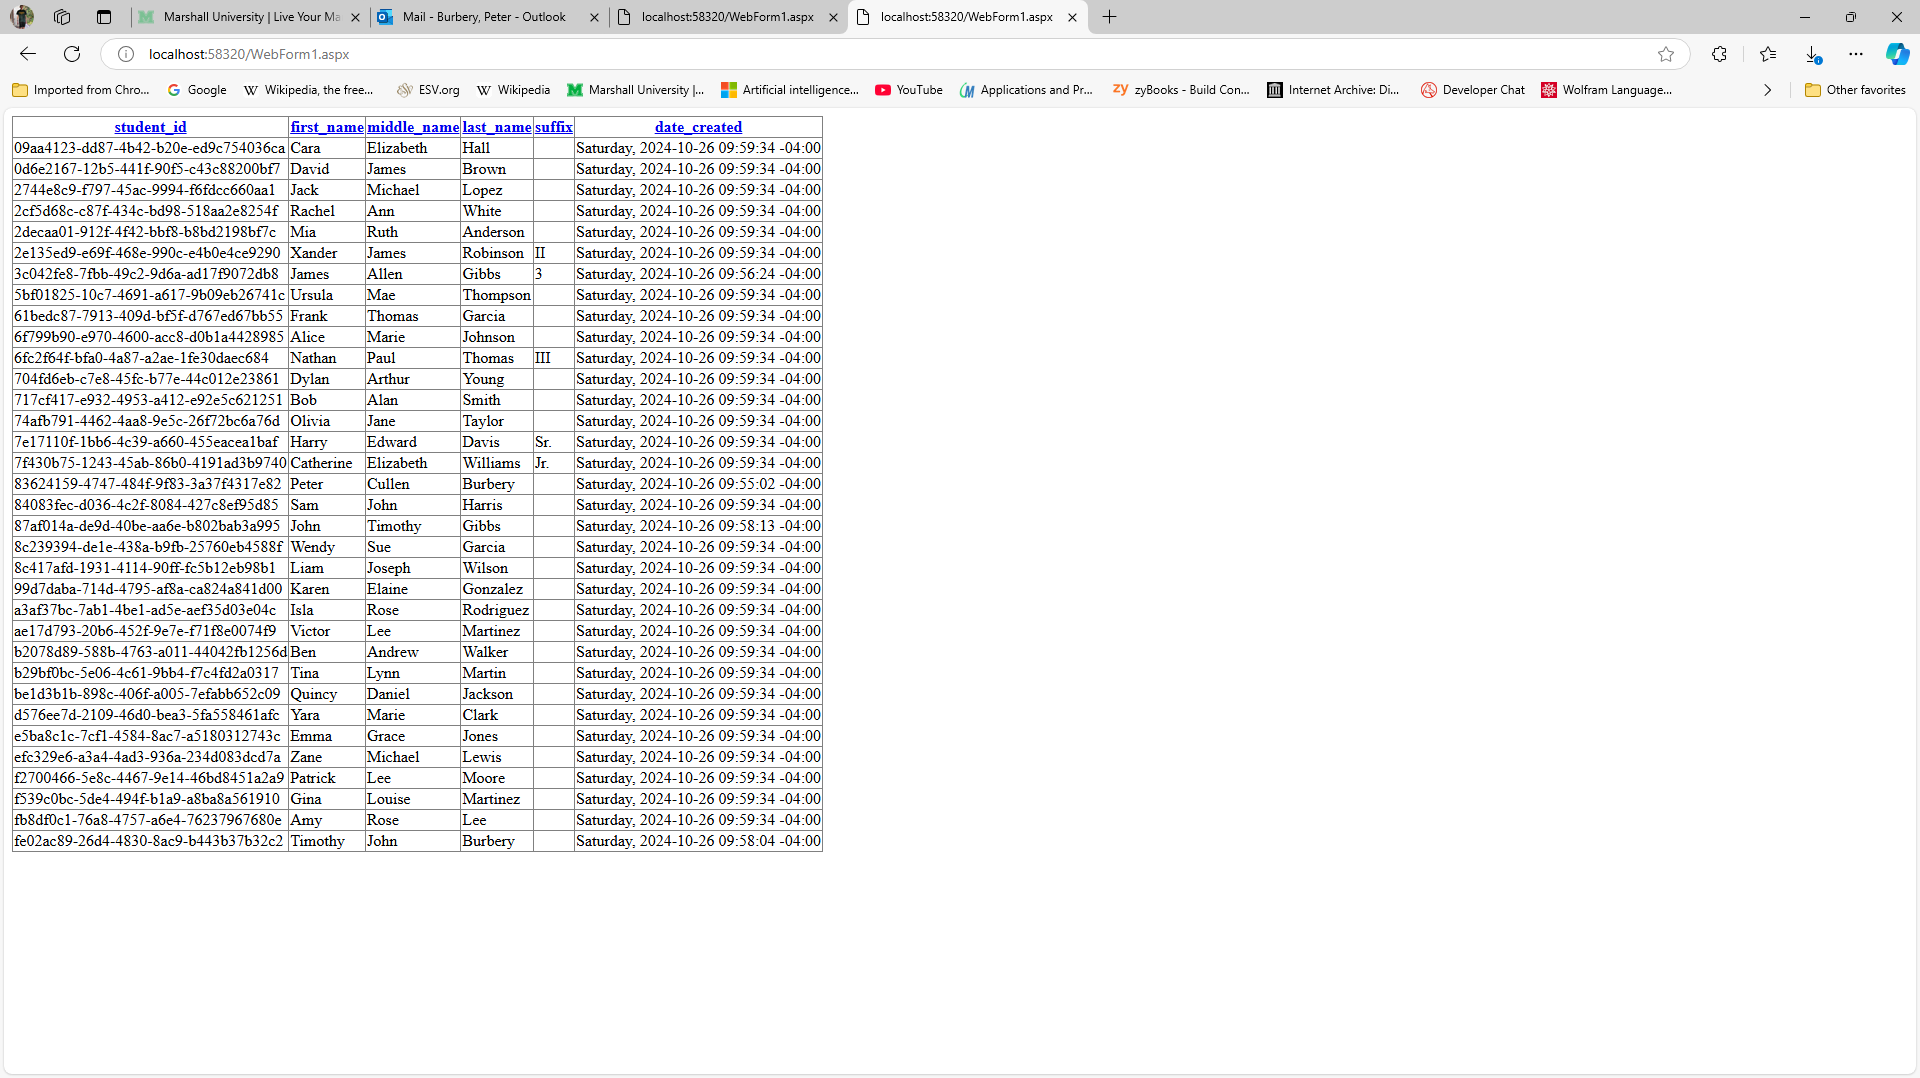 Marshall University | Live Your Ma
Mail - Burbery, Peter - Outlook
localhost:58320/WebForm1.aspx
localhost:58320/WebForm1.aspx
localhost:58320/WebForm1.aspx
Imported from Chro... Google Wikipedia, the free... ESV.org Wikipedia Marshall University |... Artificial intelligence... YouTube Applications and Pr... zyBooks - Build Con... Internet Archive: Di... Developer Chat Wolfram Language... Other favorites
student_id first_name middle_name last_name suffix date_created
09aa4123-dd87-4b42-b20e-ed9c754036ca Cara Elizabeth Hall Saturday, 2024-10-26 09:59:34 -04:00
0d6e2167-12b5-441f-90f5-c43c88200bf7 David James Brown Saturday, 2024-10-26 09:59:34 -04:00
2744e8c9-f797-45ac-9994-f6fdcc660aa1 Jack Michael Lopez Saturday, 2024-10-26 09:59:34 -04:00
2cf5d68c-c87f-434c-bd98-518aa2e8254f Rachel Ann White Saturday, 2024-10-26 09:59:34 -04:00
2decaa01-912f-4f42-bbf8-b8bd2198bf7c Mia Ruth Anderson Saturday, 2024-10-26 09:59:34 -04:00
2e135ed9-e69f-468e-990c-e4b0e4ce9290 Xander James Robinson II Saturday, 2024-10-26 09:59:34 -04:00
3c042fe8-7fbb-49c2-9d6a-ad17f9072db8 James Allen Gibbs 3 Saturday, 2024-10-26 09:56:24 -04:00
5bf01825-10c7-4691-a617-9b09eb26741c Ursula Mae Thompson Saturday, 2024-10-26 09:59:34 -04:00
61bedc87-7913-409d-bf5f-d767ed67bb55 Frank Thomas Garcia Saturday, 2024-10-26 09:59:34 -04:00
6f799b90-e970-4600-acc8-d0b1a4428985 Alice Marie Johnson Saturday, 2024-10-26 09:59:34 -04:00
6fc2f64f-bfa0-4a87-a2ae-1fe30daec684 Nathan Paul Thomas III Saturday, 2024-10-26 09:59:34 -04:00
704fd6eb-c7e8-45fc-b77e-44c012e23861 Dylan Arthur Young Saturday, 2024-10-26 09:59:34 -04:00
717cf417-e932-4953-a412-e92e5c621251 Bob Alan Smith Saturday, 2024-10-26 09:59:34 -04:00
74afb791-4462-4aa8-9e5c-26f72bc6a76d Olivia Jane Taylor Saturday, 2024-10-26 09:59:34 -04:00
7e17110f-1bb6-4c39-a660-455eacea1baf Harry Edward Davis Sr. Saturday, 2024-10-26 09:59:34 -04:00
7f430b75-1243-45ab-86b0-4191ad3b9740 Catherine Elizabeth Williams Jr. Saturday, 2024-10-26 09:59:34 -04:00
83624159-4747-484f-9f83-3a37f4317e82 Peter Cullen Burbery Saturday, 2024-10-26 09:55:02 -04:00
84083fec-d036-4c2f-8084-427c8ef95d85 Sam John Harris Saturday, 2024-10-26 09:59:34 -04:00
87af014a-de9d-40be-aa6e-b802bab3a995 John Timothy Gibbs Saturday, 2024-10-26 09:58:13 -04:00
8c239394-de1e-438a-b9fb-25760eb4588f Wendy Sue Garcia Saturday, 2024-10-26 09:59:34 -04:00
8c417afd-1931-4114-90ff-fc5b12eb98b1 Liam Joseph Wilson Saturday, 2024-10-26 09:59:34 -04:00
99d7daba-714d-4795-af8a-ca824a841d00 Karen Elaine Gonzalez Saturday, 2024-10-26 09:59:34 -04:00
a3af37bc-7ab1-4be1-ad5e-aef35d03e04c Isla Rose Rodriguez Saturday, 2024-10-26 09:59:34 -04:00
ae17d793-20b6-452f-9e7e-f71f8e0074f9 Victor Lee Martinez Saturday, 2024-10-26 09:59:34 -04:00
b2078d89-588b-4763-a011-44042fb1256d Ben Andrew Walker Saturday, 2024-10-26 09:59:34 -04:00
b29bf0bc-5e06-4c61-9bb4-f7c4fd2a0317 Tina Lynn Martin Saturday, 2024-10-26 09:59:34 -04:00
be1d3b1b-898c-406f-a005-7efabb652c09 Quincy Daniel Jackson Saturday, 2024-10-26 09:59:34 -04:00
d576ee7d-2109-46d0-bea3-5fa558461afc Yara Marie Clark Saturday, 2024-10-26 09:59:34 -04:00
e5ba8c1c-7cf1-4584-8ac7-a5180312743c Emma Grace Jones Saturday, 2024-10-26 09:59:34 -04:00
efc329e6-a3a4-4ad3-936a-234d083dcd7a Zane Michael Lewis Saturday, 2024-10-26 09:59:34 -04:00
f2700466-5e8c-4467-9e14-46bd8451a2a9 Patrick Lee Moore Saturday, 2024-10-26 09:59:34 -04:00
f539c0bc-5de4-494f-b1a9-a8ba8a561910 Gina Louise Martinez Saturday, 2024-10-26 09:59:34 -04:00
fb8df0c1-76a8-4757-a6e4-76237967680e Amy Rose Lee Saturday, 2024-10-26 09:59:34 -04:00
fe02ac89-26d4-4830-8ac9-b443b37b32c2 Timothy John Burbery Saturday, 2024-10-26 09:58:04 -04:00